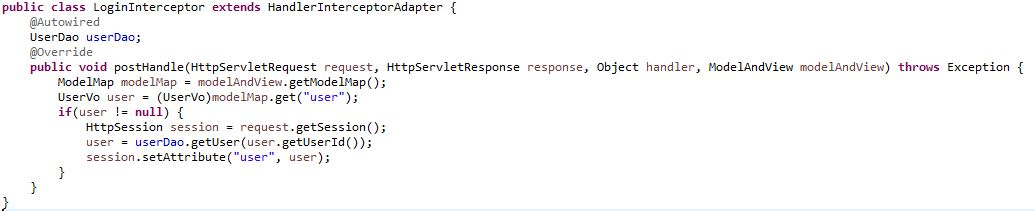 public class LoginInterceptor extends HandlerInterceptorAdapter {
@Autowired
UserDao userDao;
@Override
public void postHandle(HttpServletRequest request, HttpServletResponse response, Object handler, ModelAndView modelAndView) throws Exception {
ModelMap modelMap = modelAndView.getModelMap();
UserVo user = (UserVo)modelMap.get("user");
if(user != null) {
HttpSession session = request.getSession();
user = userDao.getUser(user.getUserId());
session.setAttribute("user", user);
}
}
}